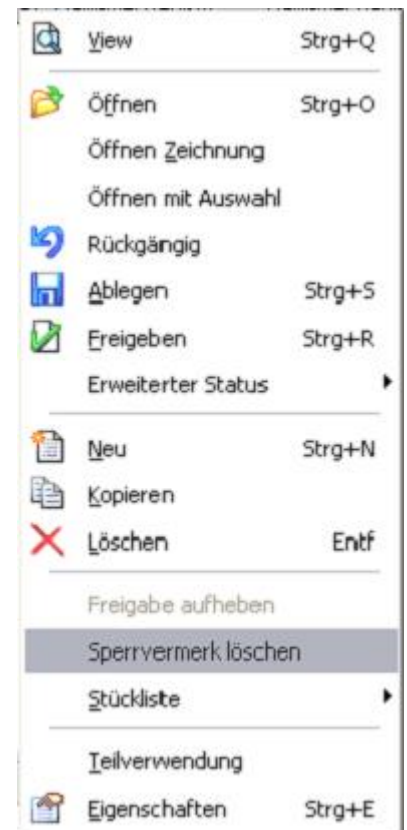 View Strg+Q
Öffnen Strg+O
Öffnen Zeichnung
Öffnen mit Auswahl
Rückgängig
Ablegen Strg+S
Freigeben Strg+R
Erweiterter Status
Neu Strg+N
Kopieren
Löschen Entf
Freigabe aufheben
Sperrvermerk löschen
Stückliste
Teilverwendung
Eigenschaften Strg+E